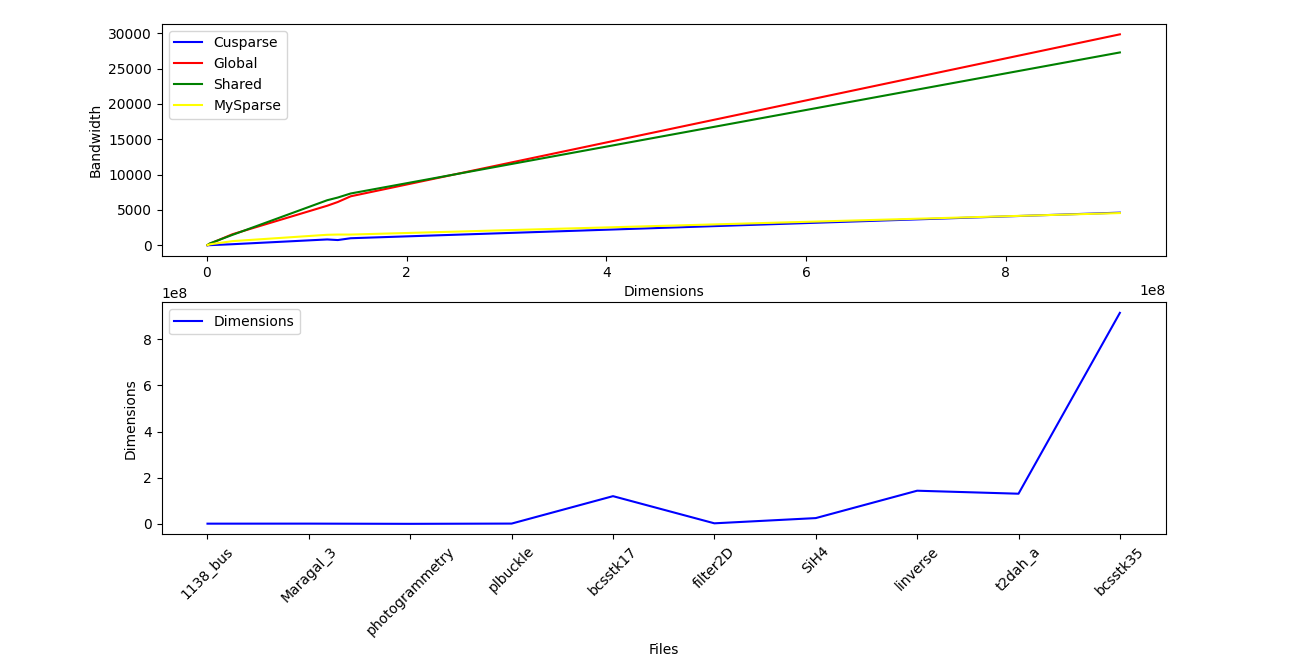 30000
25000
20000
15000
10000
5000
0
Bandwidth
Cusparse
Global
Shared
MySparse
0 2 4 6 8
Dimensions
1e8
1e8
8
6
4
2
0
Dimensions
Dimensions
1138_bus
Maragal_3
photogrammetry
plbuckle
bcsstk17
filter2D
SiH4
linverse
t2dah_a
bcsstk35
Files